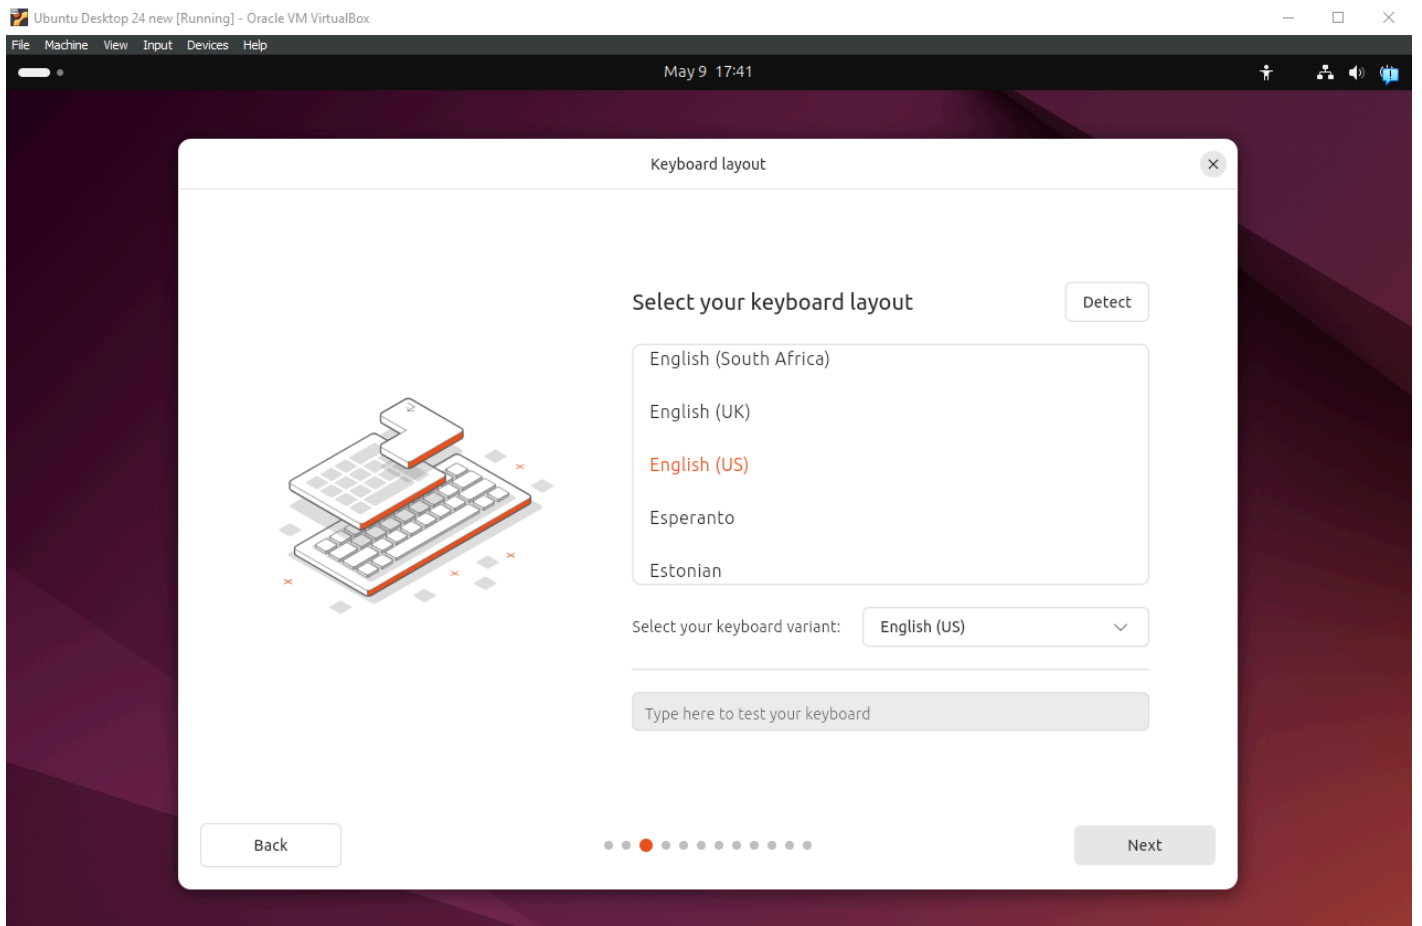 Ubuntu Desktop 24 new [Running] - Oracle VM VirtualBox
File Machine View Input Devices Help
May 9 17:41
Keyboard layout
Select your keyboard layout
Detect
English (South Africa)
English (UK)
English (US)
Esperanto
Estonian
Select your keyboard variant: English (US)
Type here to test your keyboard
Back
Next